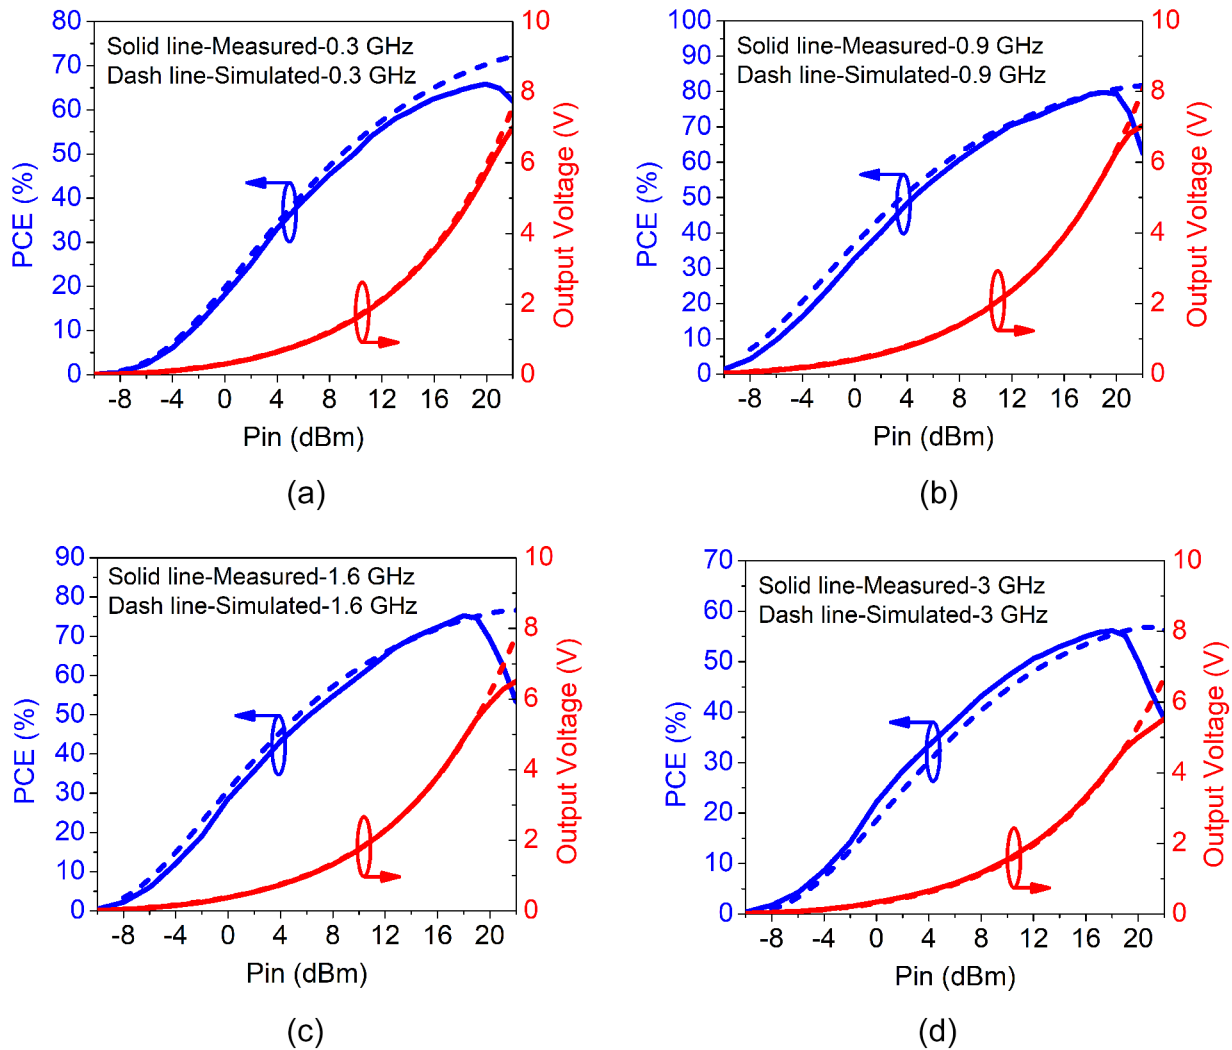 80
70
60
50
40
30
20
10
0
PCE (%)
Solid line-Measured-0.3 GHz
Dash line-Simulated-0.3 GHz
10
8
6
4
2
0
Output Voltage (V)
-8 -4 0 4 8 12 16 20
Pin (dBm)
(a)
100
90
80
70
60
50
40
30
20
10
0
PCE (%)
Solid line-Measured-0.9 GHz
Dash line-Simulated-0.9 GHz
10
8
6
4
2
0
Output Voltage (V)
-8 -4 0 4 8 12 16 20
Pin (dBm)
(b)
90
80
70
60
50
40
30
20
10
0
PCE (%)
Solid line-Measured-1.6 GHz
Dash line-Simulated-1.6 GHz
10
8
6
4
2
0
Output Voltage (V)
-8 -4 0 4 8 12 16 20
Pin (dBm)
(c)
70
60
50
40
30
20
10
0
PCE (%)
Solid line-Measured-3 GHz
Dash line-Simulated-3 GHz
10
8
6
4
2
0
Output Voltage (V)
-8 -4 0 4 8 12 16 20
Pin (dBm)
(d)